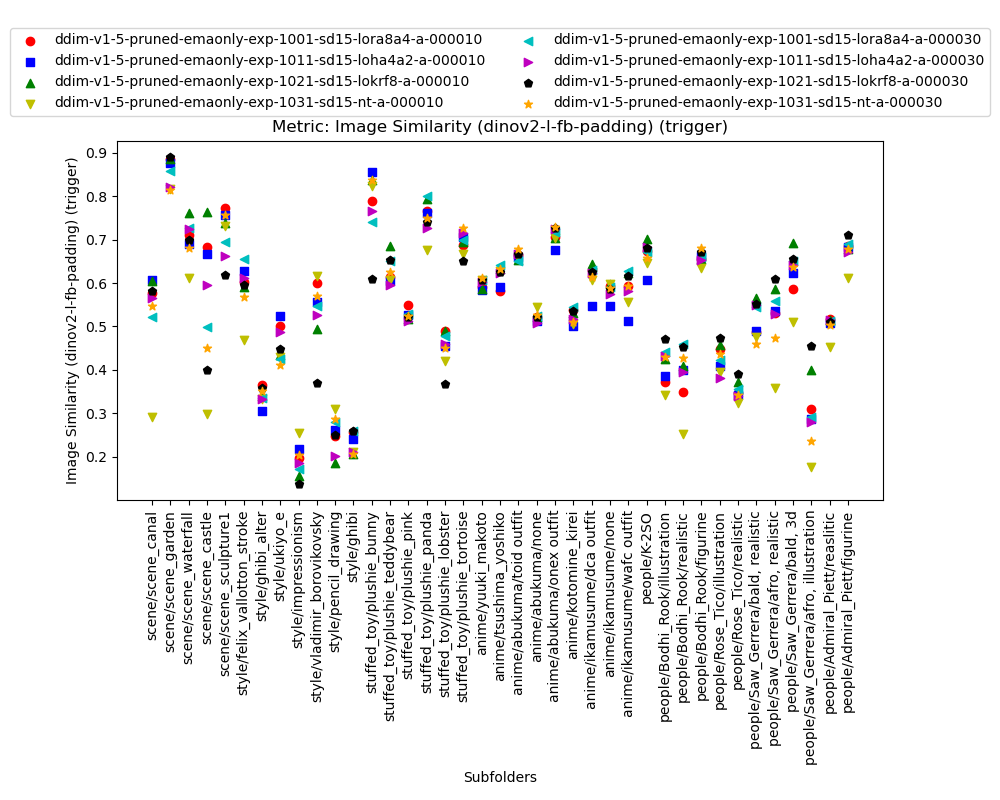 ddim-v1-5-pruned-emaonly-exp-1001-sd15-lora8a4-a-000010
ddim-v1-5-pruned-emaonly-exp-1011-sd15-loha4a2-a-000010
ddim-v1-5-pruned-emaonly-exp-1021-sd15-lokrf8-a-000010
ddim-v1-5-pruned-emaonly-exp-1031-sd15-nt-a-000010
ddim-v1-5-pruned-emaonly-exp-1001-sd15-lora8a4-a-000030
ddim-v1-5-pruned-emaonly-exp-1011-sd15-loha4a2-a-000030
ddim-v1-5-pruned-emaonly-exp-1021-sd15-lokrf8-a-000030
ddim-v1-5-pruned-emaonly-exp-1031-sd15-nt-a-000030
Metric: Image Similarity (dinov2-l-fb-padding) (trigger)
Image Similarity (dinov2-l-fb-padding) (trigger)
0.9
0.8
0.7
0.6
0.5
0.4
0.3
0.2
scene/scene_canal
scene/scene_garden
scene/scene_waterfall
scene/scene_castle
scene/scene_sculpture1
style/felix_vallotton_stroke
style/ghibi_alter
style/ukiyo_e
style/impressionism
style/vladimir_borovikovsky
style/pencil_drawing
style/ghibi
stuffed_toy/plushie_bunny
stuffed_toy/plushie_teddybear
stuffed_toy/plushie_pink
stuffed_toy/plushie_panda
stuffed_toy/plushie_lobster
stuffed_toy/plushie_tortoise
anime/yuuki_makoto
anime/tsushima_yoshiko
anime/abukuma/toid outfit
anime/abukuma/none
anime/abukuma/onex outfit
anime/kotomine_kirei
anime/ikamusume/dca outfit
anime/ikamusume/none
anime/ikamusume/wafc outfit
people/K-2SO
people/Bodhi_Rook/illustration
people/Bodhi_Rook/realistic
people/Bodhi_Rook/figurine
people/Rose_Tico/illustration
people/Rose_Tico/realistic
people/Saw_Gerrera/bald, realistic
people/Saw_Gerrera/afro, realistic
people/Saw_Gerrera/bald, 3d
people/Saw_Gerrera/afro, illustration
people/Admiral_Piett/reaslitic
people/Admiral_Piett/figurine
Subfolders